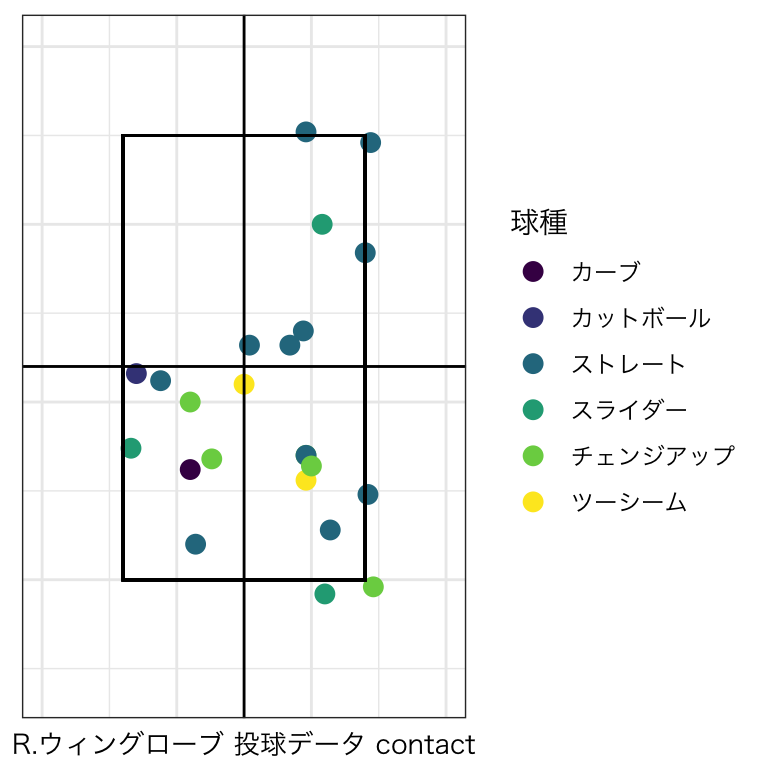 球種
カーブ
カットボール
ストレート
スライダー
チェンジアップ
ツーシーム
R.ウィングローブ 投球データ contact